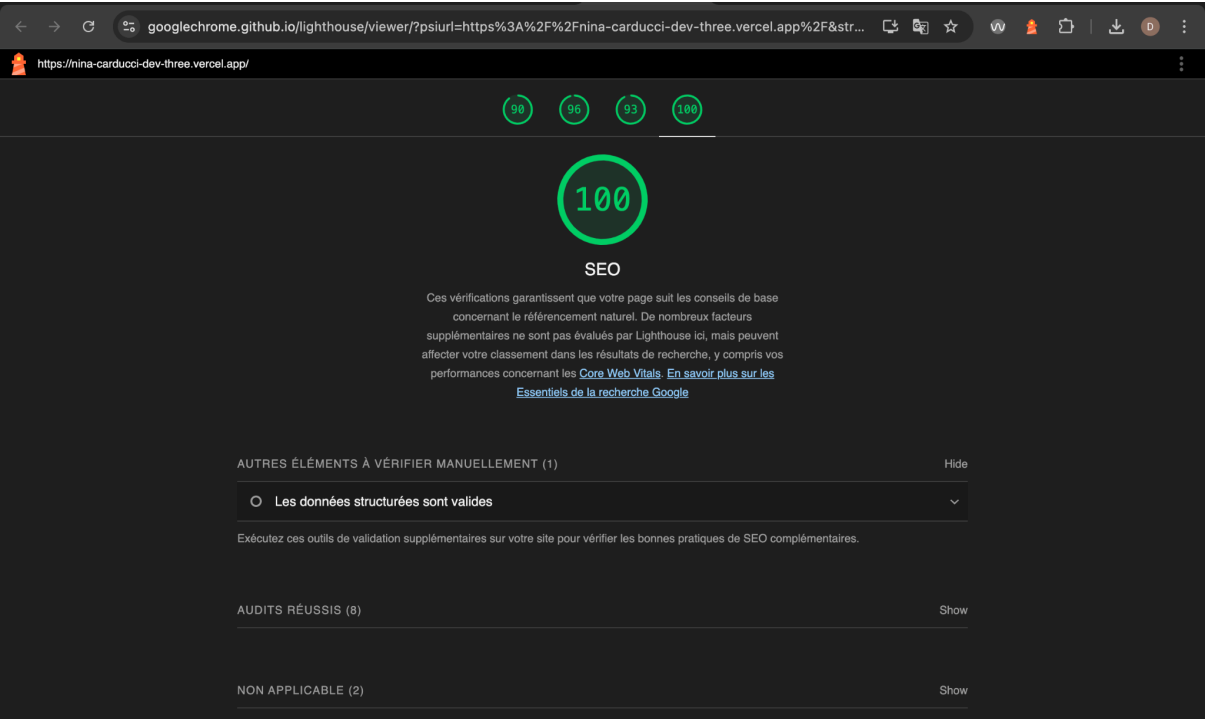 googlechrome.github.io/lighthouse/viewer/?psiurl=https%3A%2F%2Fnina-carducci-dev-three.vercel.app%2F&str...
D
https://nina-carducci-dev-three.vercel.app/
90 96 93 100
100
SEO
Ces vérifications garantissent que votre page suit les conseils de base
concernant le référencement naturel. De nombreux facteurs
supplémentaires ne sont pas évalués par Lighthouse ici, mais peuvent
affecter votre classement dans les résultats de recherche, y compris vos
performances concernant les Core Web Vitals. En savoir plus sur les
Essentiels de la recherche Google
AUTRES ÉLÉMENTS À VÉRIFIER MANUELLEMENT (1) Hide
Les données structurées sont valides
Exécutez ces outils de validation supplémentaires sur votre site pour vérifier les bonnes pratiques de SEO complémentaires.
AUDITS RÉUSSIS (8) Show
NON APPLICABLE (2) Show